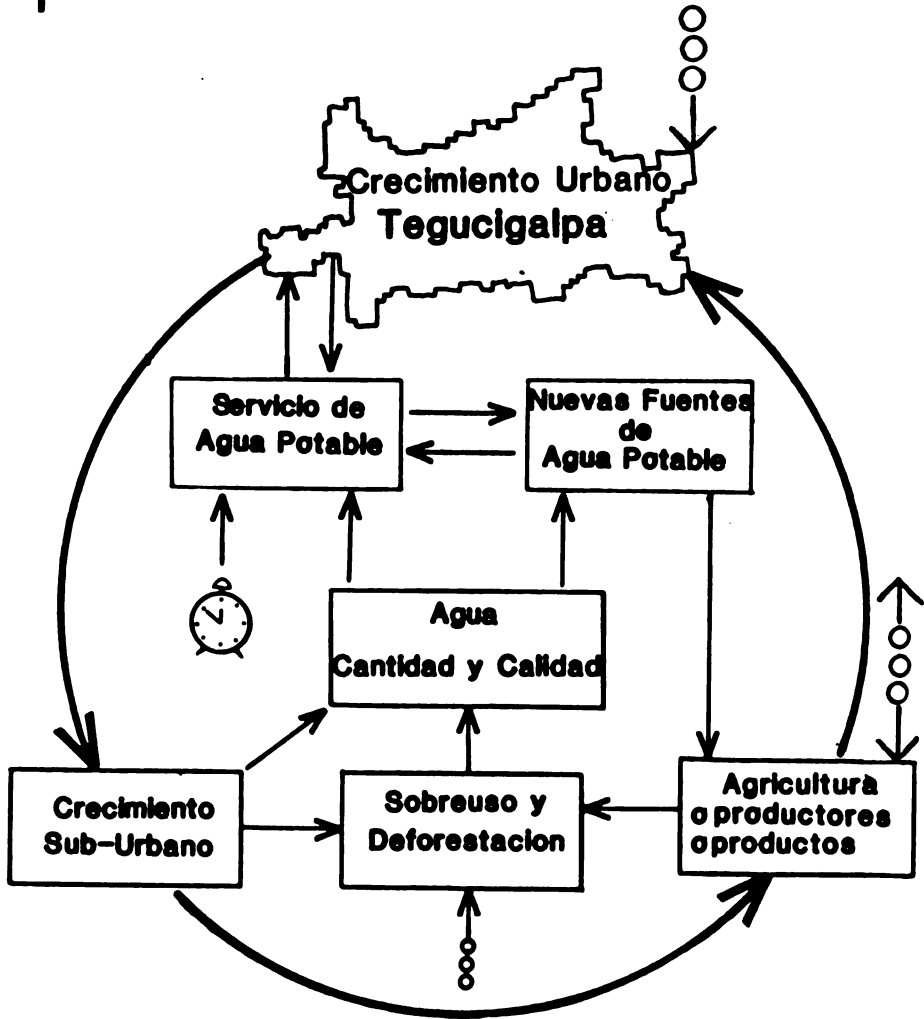 Crecimiento Urbano
Tegucigalpa
Servicio de
Agua Potable
Nuevas Fuentes
de
Agua Potable
Agua
Cantidad y Calidad
Crecimiento
Sub-Urbano
Sobreuso y
Deforestacion
Agricultura
o productores
o productos